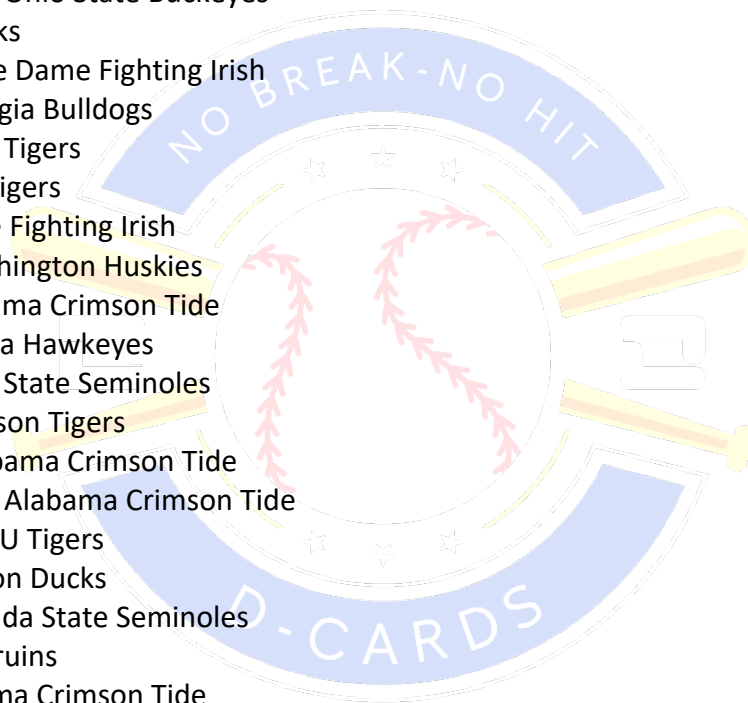 Ohio State Buckeyes
ks
e Dame Fighting Irish
gia Bulldogs
Tigers
igers
Fighting Irish
hington Huskies
ma Crimson Tide
a Hawkeyes
State Seminoles
son Tigers
bama Crimson Tide
Alabama Crimson Tide
U Tigers
on Ducks
da State Seminoles
ruins
ma Crimson Tide
NO BREAK-NO HIT
D-CARDS